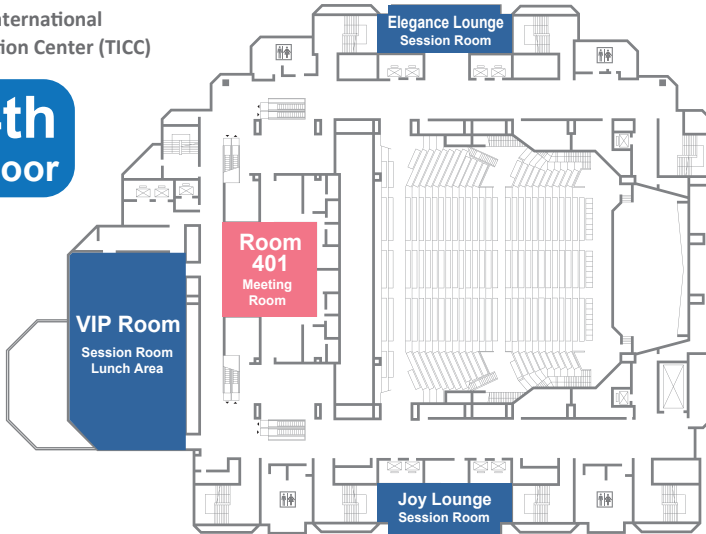 nternational
tion Center (TICC)
th
oor
Elegance Lounge
Session Room
Room
401
Meeting
Room
VIP Room
Session Room
Lunch Area
Joy Lounge
Session Room